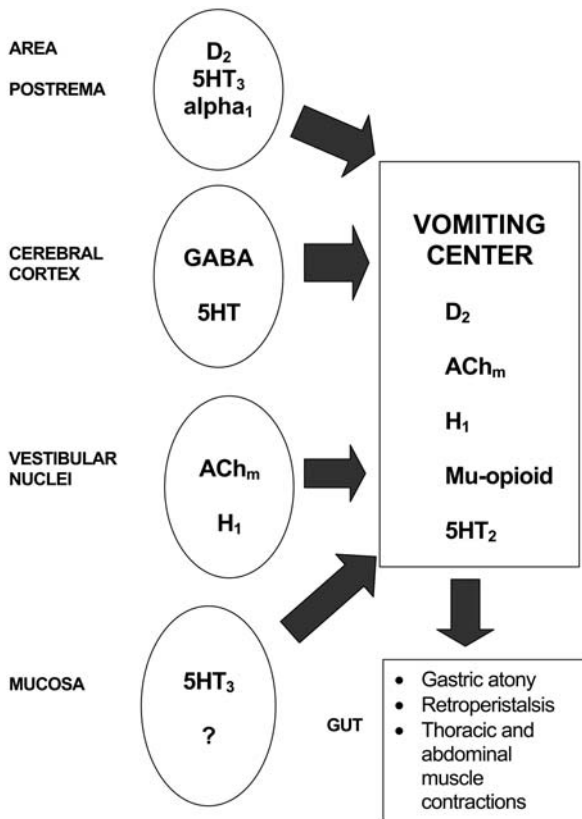 AREA
POSTREMA
D₂
5HT₃
alpha₁
CEREBRAL
CORTEX
GABA
5HT
VESTIBULAR
NUCLEI
AChₘ
H₁
MUCOSA
5HT₃
?
VOMITING
CENTER
D₂
AChₘ
H₁
Mu-opioid
5HT₂
GUT
• Gastric atony
• Retroperistalsis
• Thoracic and
abdominal
muscle
contractions